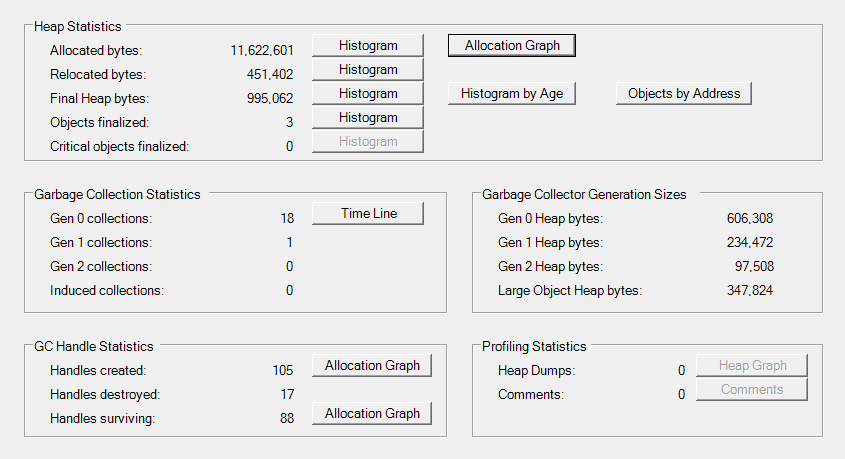 Heap Statistics
Allocated bytes: 11,622,601 Histogram Allocation Graph
Relocated bytes: 451,402 Histogram
Final Heap bytes: 995,062 Histogram Histogram by Age Objects by Address
Objects finalized: 3 Histogram
Critical objects finalized: 0 Histogram
Garbage Collection Statistics
Gen 0 collections: 18 Time Line
Gen 1 collections: 1
Gen 2 collections: 0
Induced collections: 0
Garbage Collector Generation Sizes
Gen 0 Heap bytes: 606,308
Gen 1 Heap bytes: 234,472
Gen 2 Heap bytes: 97,508
Large Object Heap bytes: 347,824
GC Handle Statistics
Handles created: 105 Allocation Graph
Handles destroyed: 17
Handles surviving: 88 Allocation Graph
Profiling Statistics
Heap Dumps: 0 Heap Graph
Comments: 0 Comments